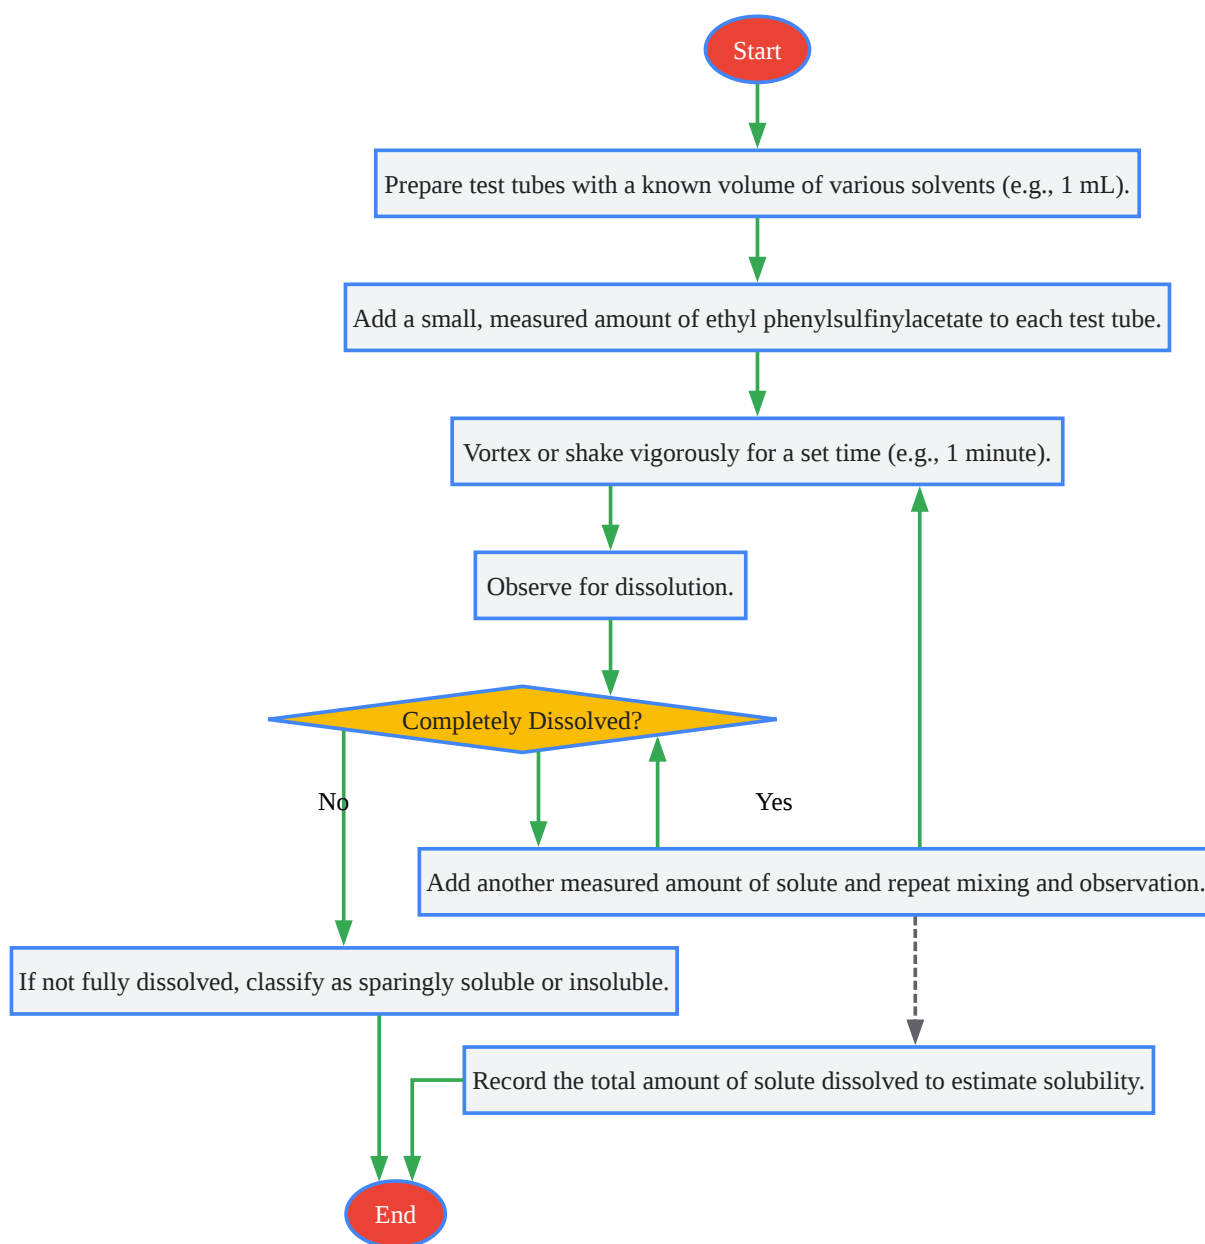 Start
Prepare test tubes with a known volume of various solvents (e.g., 1 mL).
Add a small, measured amount of ethyl phenylsulfinylacetate to each test tube.
Vortex or shake vigorously for a set time (e.g., 1 minute).
Observe for dissolution.
Completely Dissolved?
No
Yes
Add another measured amount of solute and repeat mixing and observation.
If not fully dissolved, classify as sparingly soluble or insoluble.
Record the total amount of solute dissolved to estimate solubility.
End